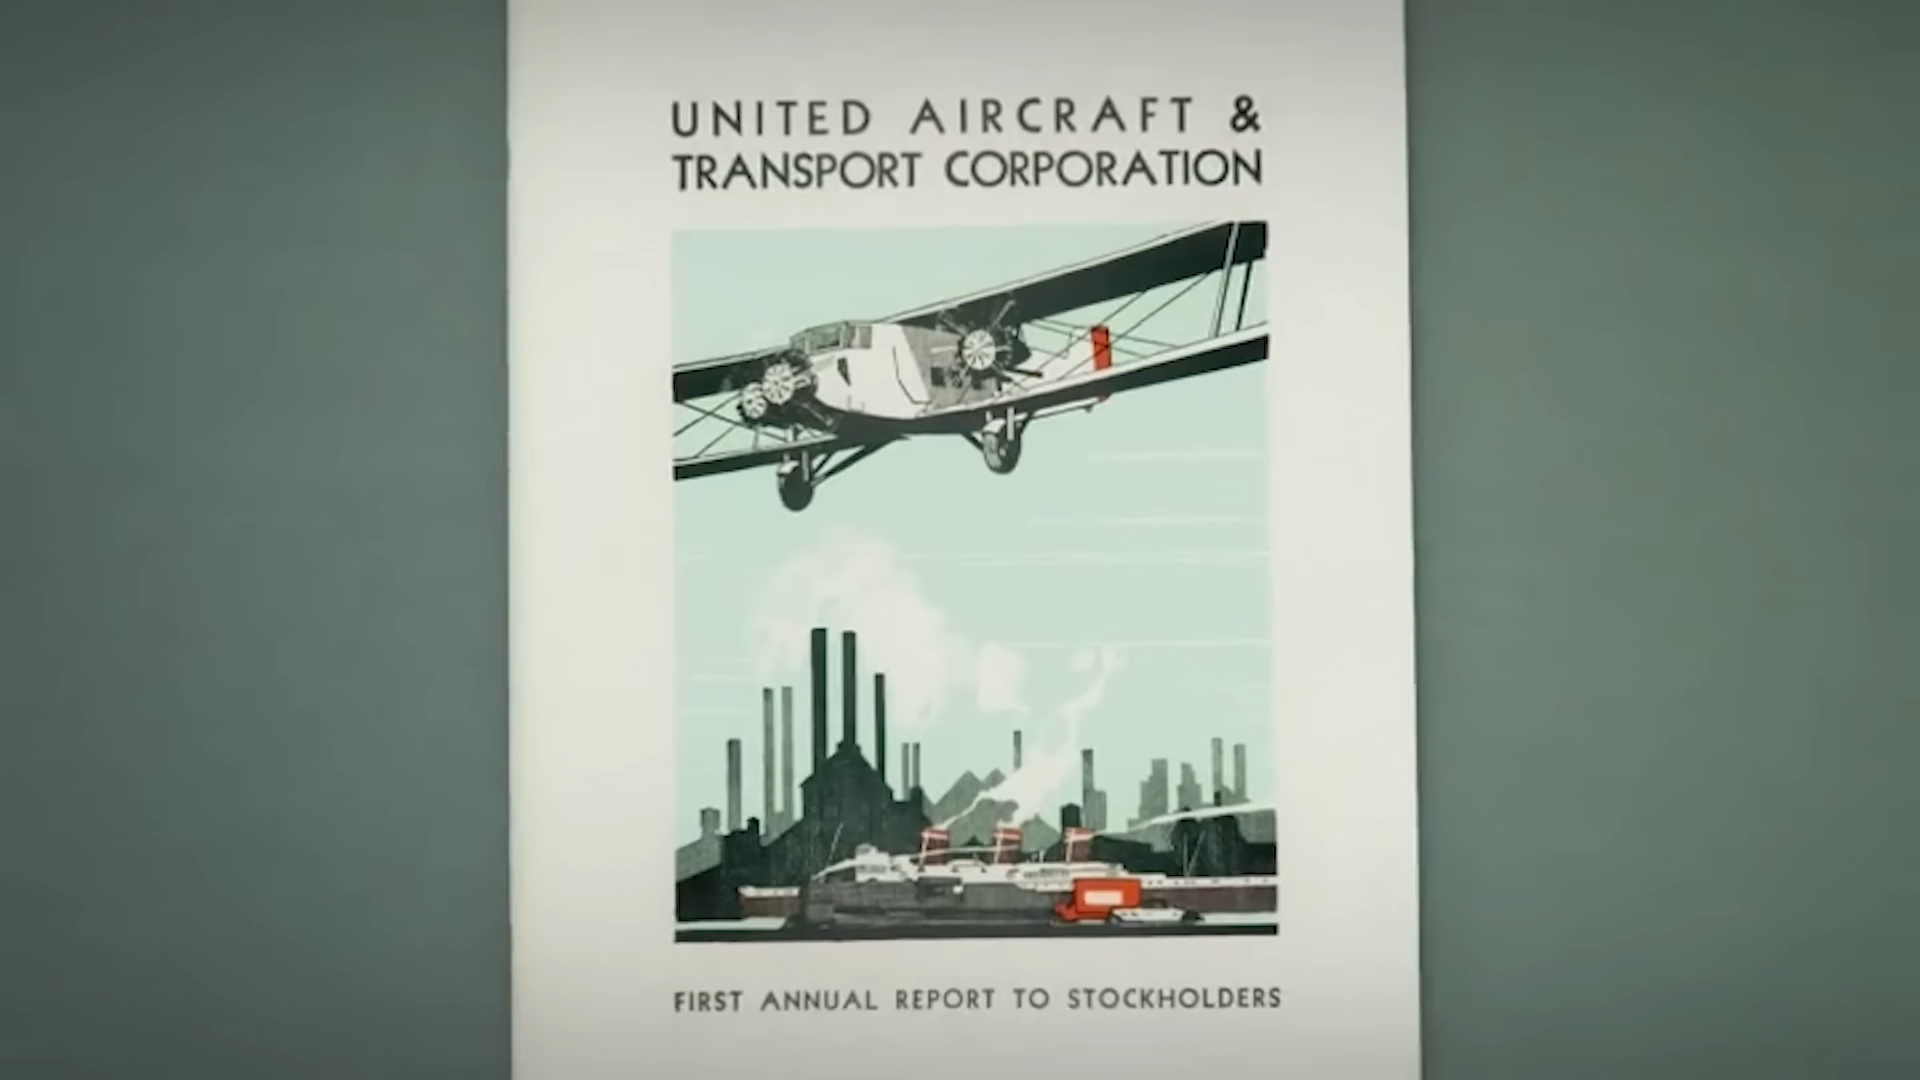 UNITED AIRCRAFT &
TRANSPORT CORPORATION
FIRST ANNUAL REPORT TO STOCKHOLDERS